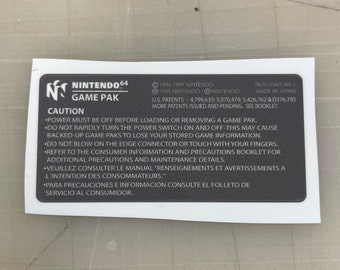 NINTENDO64
GAME PAK
© 1996, 1997 NINTENDO
NUS-USA/CAN-1
MADE IN JAPAN
U.S. PATENTS : 4,799,635; 5,070,479; 5,426,762 & D376,795
MORE PATENTS ISSUED AND PENDING, SEE BOOKLET.
CAUTION
•POWER MUST BE OFF BEFORE LOADING OR REMOVING A GAME PAK.
•DO NOT RAPIDLY TURN THE POWER SWITCH ON AND OFF -THIS MAY CAUSE
BACKED-UP GAME PAKS TO LOSE YOUR STORED GAME INFORMATION.
•DO NOT BLOW ON THE EDGE CONNECTOR OR TOUCH WITH YOUR FINGERS.
•REFER TO THE CONSUMER INFORMATION AND PRECAUTIONS BOOKLET FOR
ADDITIONAL PRECAUTIONS AND MAINTENANCE DETAILS.
•VEUILLEZ CONSULTER LE MANUAL "RENSEIGNEMENTS ET AVERTISSEMENTS A
L'INTENTION DES CONSOMMATEURS."
•PARA PRECAUCIONES E INFORMACIÓN CONSULTE EL FOLLETO DE
SERVICIO AL CONSUMIDOR.